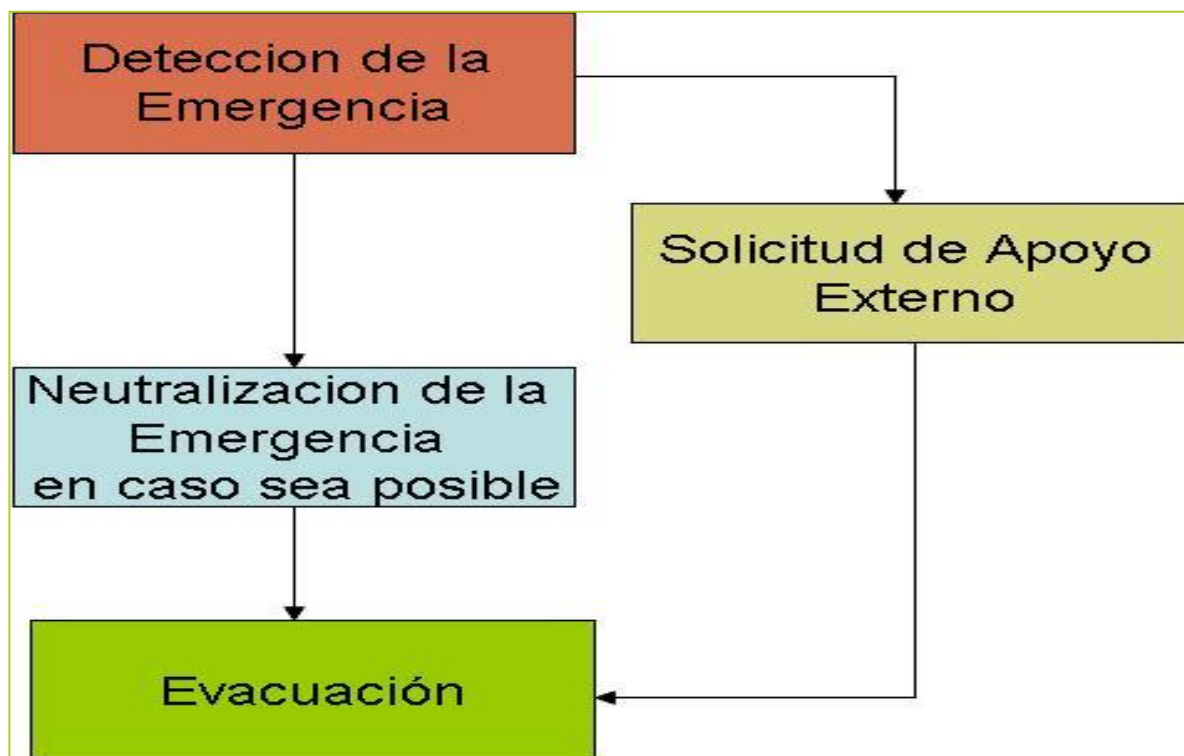 Deteccion de la
Emergencia
Solicitud de Apoyo
Externo
Neutralizacion de la
Emergencia
en caso sea posible
Evacuación